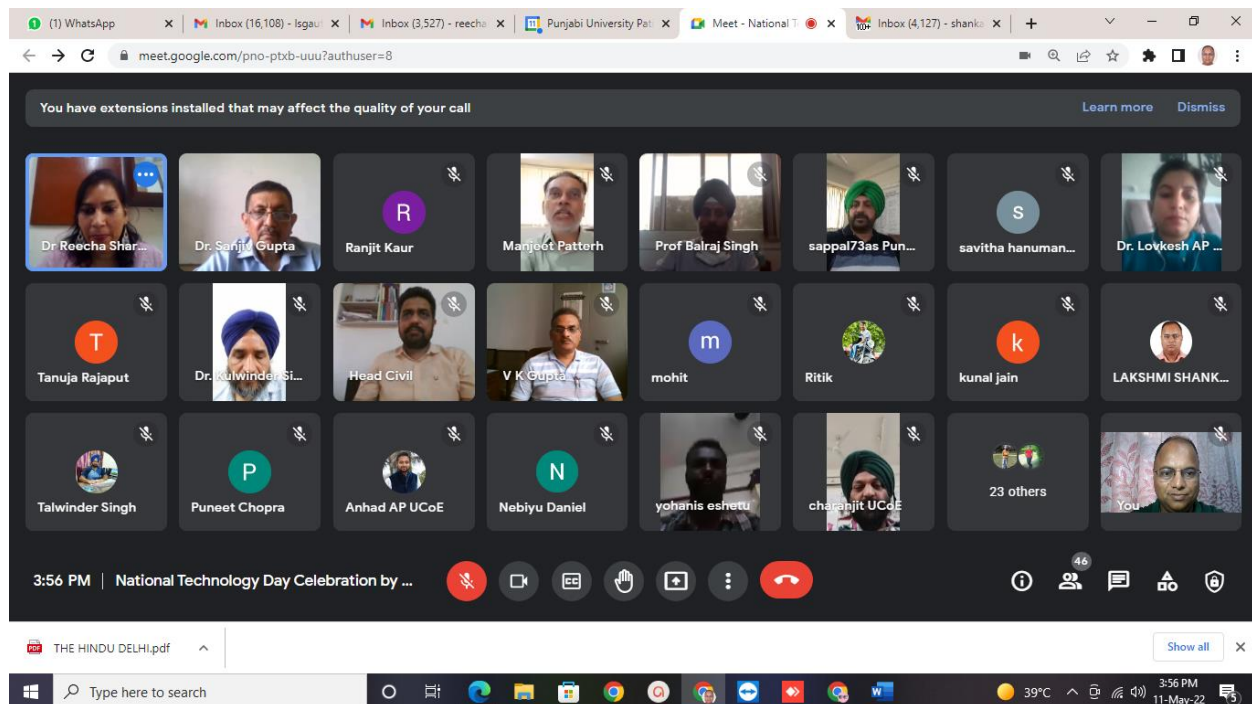 (1) WhatsApp
Inbox (16,108) - lsgau
Inbox (3,527) - reecha
Punjabi University Pati
Meet - National T
Inbox (4,127) - shanka
meet.google.com/pno-ptxb-uuu?authuser=8
You have extensions installed that may affect the quality of your call
Learn more
Dismiss
Dr Reecha Shar...
Dr. Sanjiv Gupta
R
Ranjit Kaur
Manjeet Patterh
Prof Balraj Singh
sappal73as Pun...
s
savitha hanuman...
Dr. Lovkesh AP ...
T
Tanuja Rajaput
Dr. Kulwinder Si...
Head Civil
V K Gupta
m
mohit
Ritik
k
kunal jain
LAKSHMI SHANK...
Talwinder Singh
P
Puneet Chopra
Anhad AP UCoE
N
Nebiyu Daniel
yohanis eshetu
charanjit UCoE
23 others
You
3:56 PM | National Technology Day Celebration by ...
CC
46
PDF
THE HINDU DELHI.pdf
Show all
Type here to search
39°C
3:56 PM
11-May-22
5